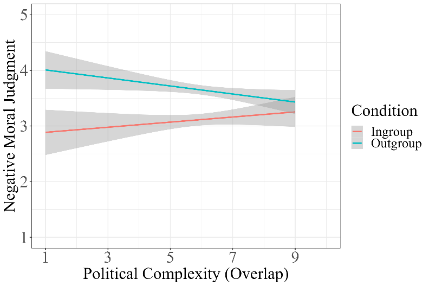 Negative Moral Judgment
5
4
3
2
1
1 3 5 7 9
Political Complexity (Overlap)
Condition
Ingroup
Outgroup